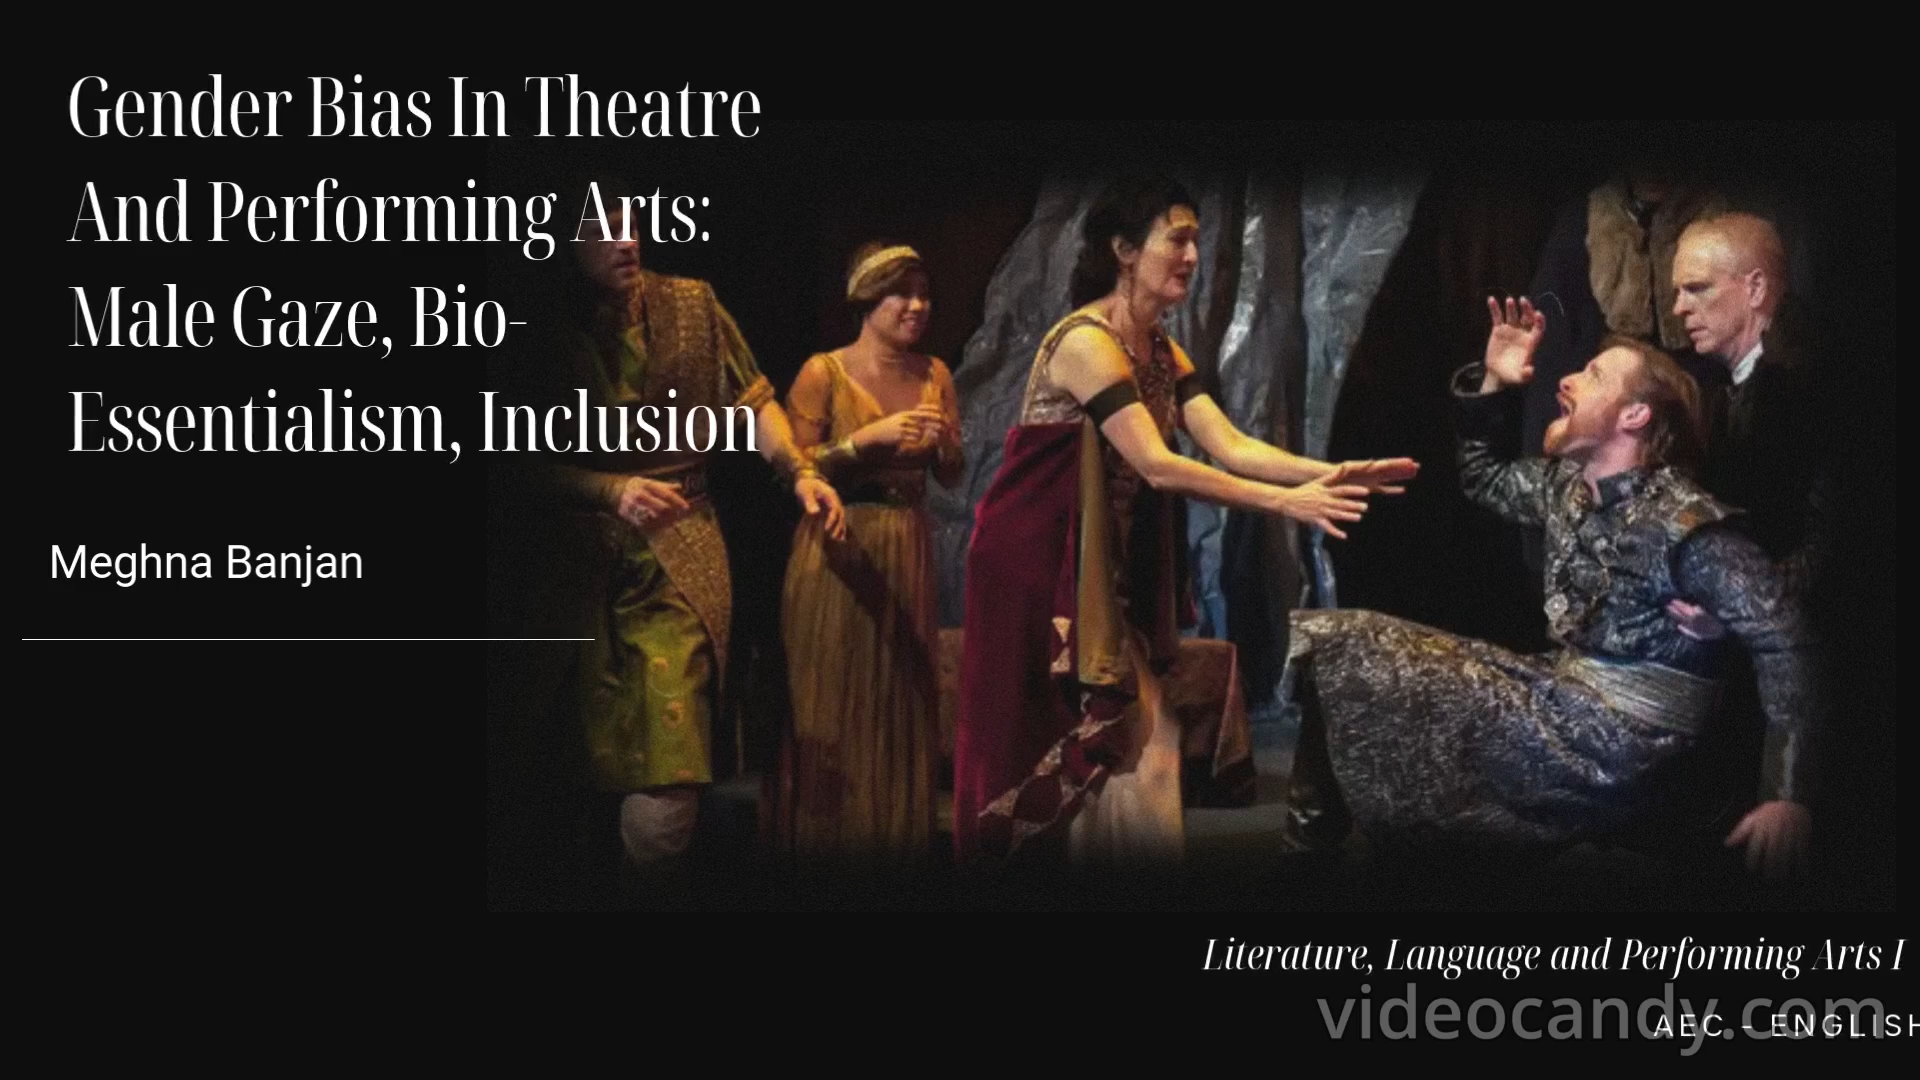 Gender Bias In Theatre
And Performing Arts:
Male Gaze, Bio-
Essentialism, Inclusion
Meghna Banjan
Literature, Language and Performing Arts I
videocandy.com
AEC - ENGLISH